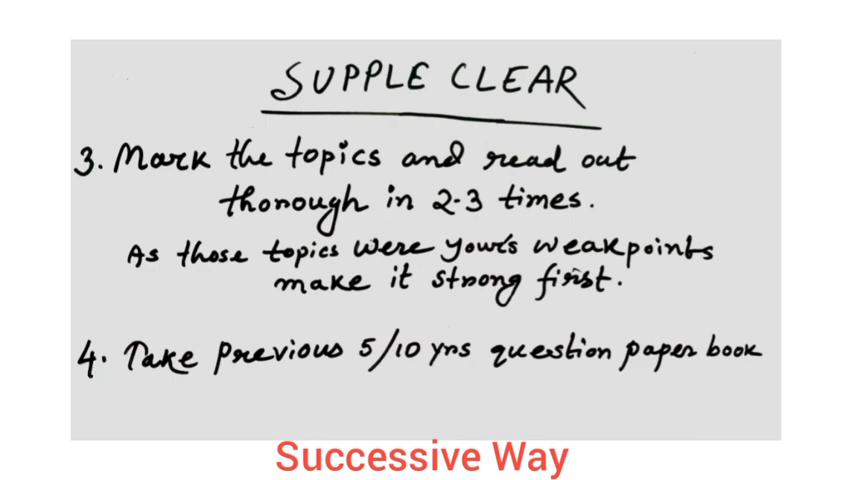 SUPPLE CLEAR
3. Mark the topics and read out
thorough in 2-3 times.
As those topics were your's weakpoints
make it strong first.
4. Take previous 5/10 yrs question paper book
Successive Way